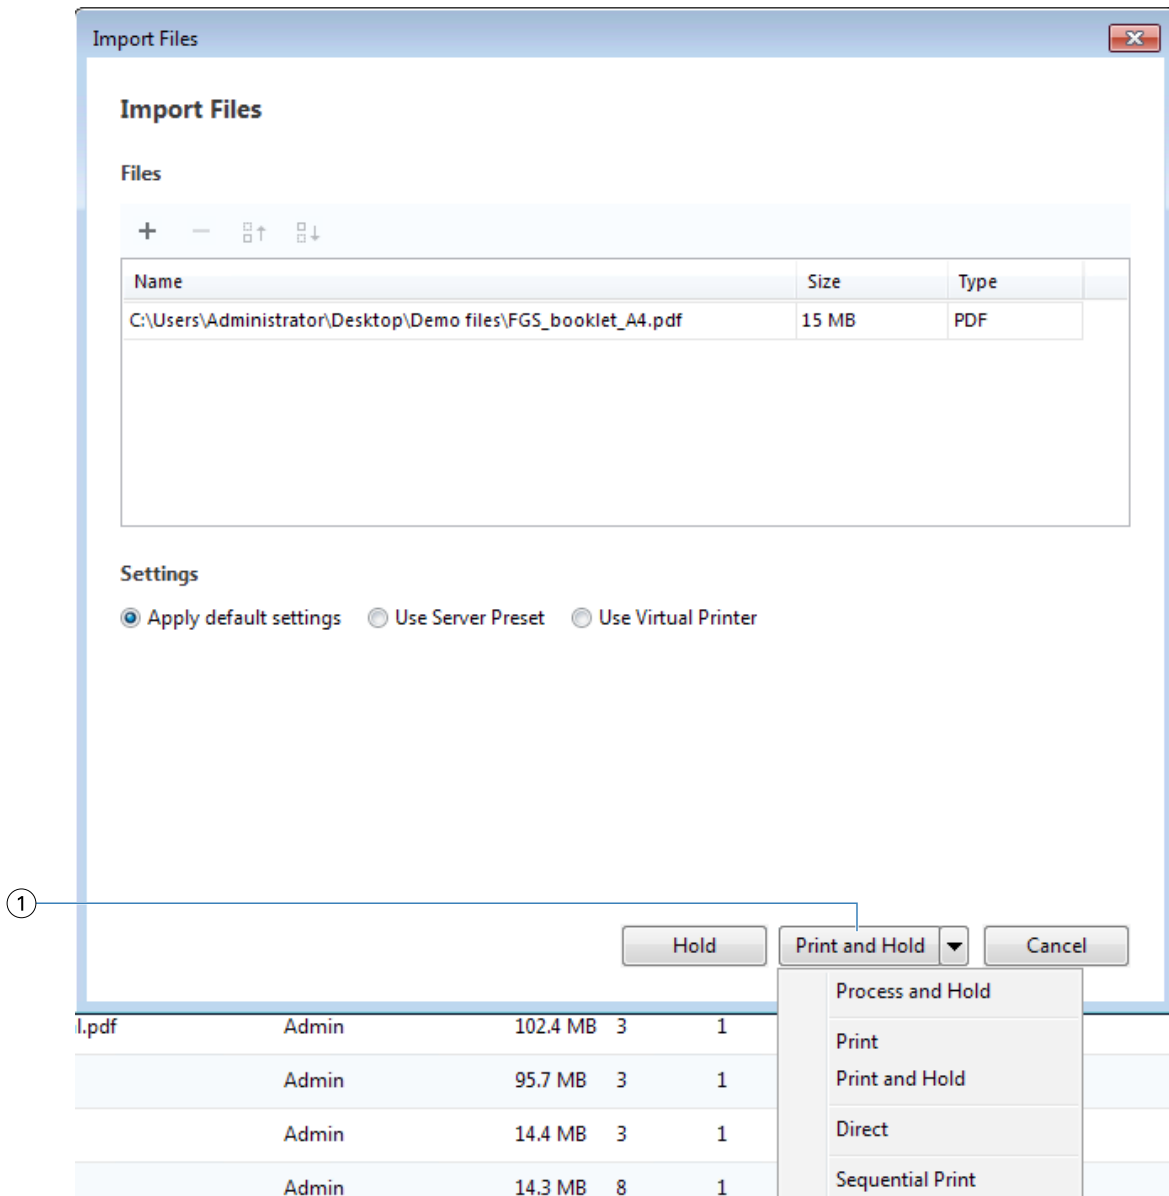 Import Files
Import Files
Files
Name Size Type
C:\Users\Administrator\Desktop\Demo files\FGS_booklet_A4.pdf 15 MB PDF
Settings
Apply default settings Use Server Preset Use Virtual Printer
1
Hold Print and Hold Cancel
Process and Hold
l.pdf Admin 102.4 MB 3 1
Print
Admin 95.7 MB 3 1 Print and Hold
Admin 14.4 MB 3 1 Direct
Admin 14.3 MB 8 1 Sequential Print